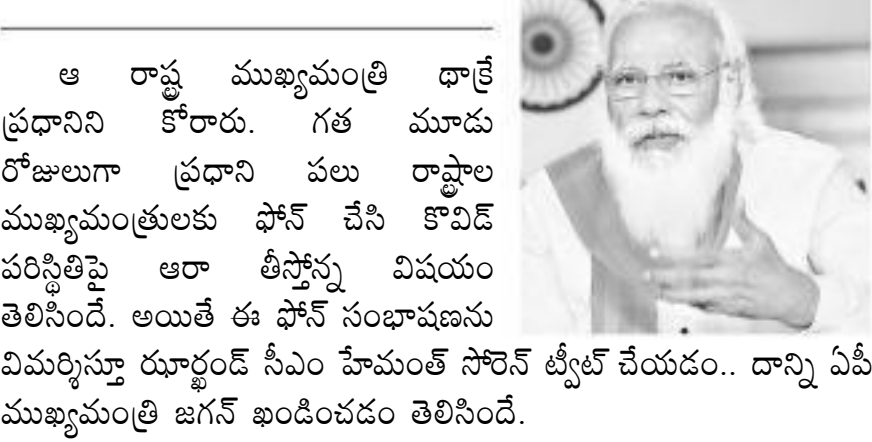 ఆ రాష్ట్ర ముఖ్యమంత్రి థాక్రే
ప్రధానిని కోరారు. గత మూడు
రోజులుగా ప్రధాని పలు రాష్ట్రాల
ముఖ్యమంత్రులకు ఫోన్ చేసి కొవిడ్
పరిస్థితిపై ఆరా తీస్తోన్న విషయం
తెలిసిందే. అయితే ఈ ఫోన్ సంభాషణను
విమర్శిస్తూ ఝార్ఖండ్ సీఎం హేమంత్ సోరెన్ ట్వీట్ చేయడం.. దాన్ని ఏపీ
ముఖ్యమంత్రి జగన్ ఖండించడం తెలిసిందే.